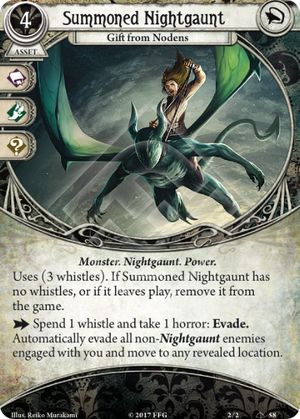 4
Summoned Nightgaunt
Gift from Nodens
ASSET
Monster. Nightgaunt. Power.
Uses (3 whistles). If Summoned Nightgaunt has
no whistles, or if it leaves play, remove it from
the game.
Spend 1 whistle and take 1 horror: Evade.
Automatically evade all non-Nightgaunt enemies
engaged with you and move to any revealed location.
Illus. Reiko Murakami
© 2017 FFG
2/2
58